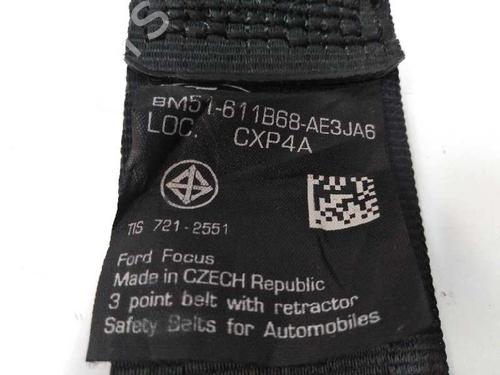 BM51-611B68-AE3JA6
LOC. CXP4A
TIS 721-2551
Ford Focus
Made in CZECH Republic
3 point belt with retractor
Safety Belts for Automobiles